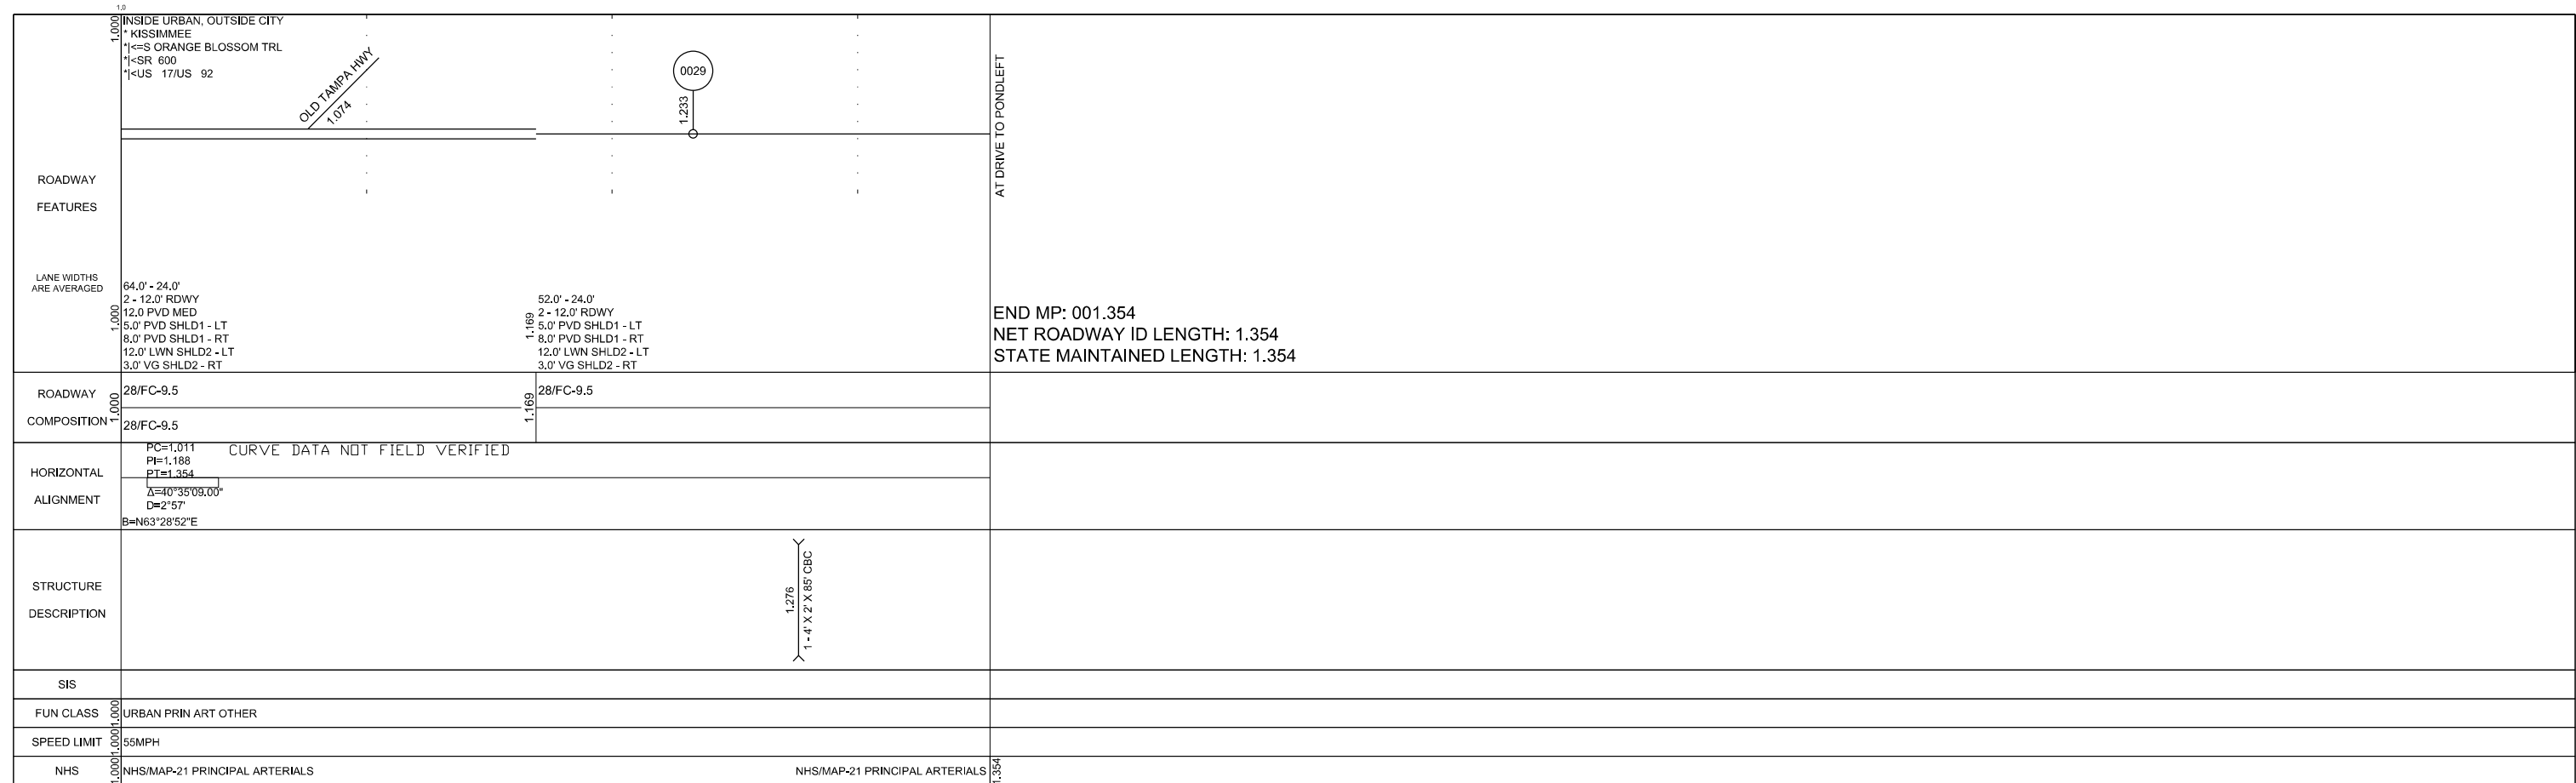 1.0
1.000
INSIDE URBAN, OUTSIDE CITY
* KISSIMMEE
*|<=S ORANGE BLOSSOM TRL
*|<SR 600
*|<US 17/US 92
OLD TAMPA HWY
1.074
0029
1.233
AT DRIVE TO PONDLEFT
ROADWAY
FEATURES
LANE WIDTHS
ARE AVERAGED
1.000
64.0' - 24.0'
2 - 12.0' RDWY
12.0 PVD MED
5.0' PVD SHLD1 - LT
8.0' PVD SHLD1 - RT
12.0' LWN SHLD2 - LT
3.0' VG SHLD2 - RT
1.169
52.0' - 24.0'
2 - 12.0' RDWY
5.0' PVD SHLD1 - LT
8.0' PVD SHLD1 - RT
12.0' LWN SHLD2 - LT
3.0' VG SHLD2 - RT
END MP: 001.354
NET ROADWAY ID LENGTH: 1.354
STATE MAINTAINED LENGTH: 1.354
ROADWAY
COMPOSITION
1.000
28/FC-9.5
28/FC-9.5
1.169
28/FC-9.5
HORIZONTAL
ALIGNMENT
PC=1.011
PI=1.188
PT=1.354
CURVE DATA NOT FIELD VERIFIED
Δ=40°35'09.00"
D=2°57'
B=N63°28'52"E
STRUCTURE
DESCRIPTION
1.276
1 - 4' X 2' X 85' CBC
SIS
FUN CLASS
1.000
URBAN PRIN ART OTHER
SPEED LIMIT
1.000
55MPH
NHS
1.000
NHS/MAP-21 PRINCIPAL ARTERIALS
NHS/MAP-21 PRINCIPAL ARTERIALS
1.354